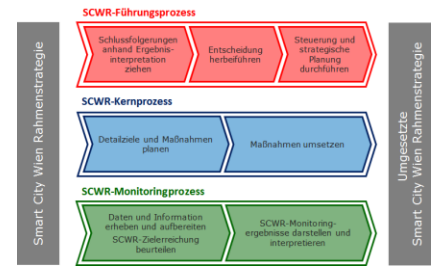 Smart City Wien Rahmenstrategie
SCWR-Führungsprozess
Schlussfolgerungen
anhand Ergebnis-
interpretation
ziehen
Entscheidung
herbeiführen
Steuerung und
strategische
Planung
durchführen
SCWR-Kernprozess
Detailziele und Maßnahmen
planen
Maßnahmen umsetzen
SCWR-Monitoringprozess
Daten und Information
erheben und aufbereiten
SCWR-Zielerreichung
beurteilen
SCWR-Monitoring-
ergebnisse darstellen und
interpretieren
Umgesetzte
Smart City Wien Rahmenstrategie